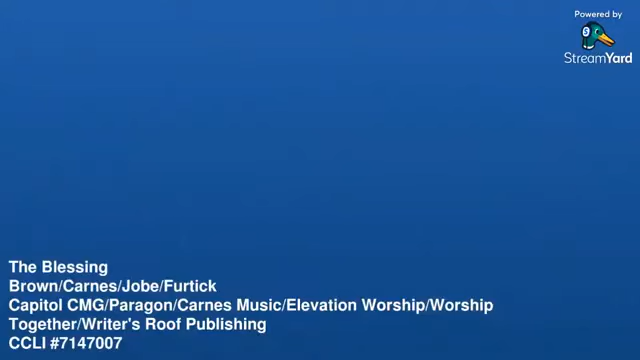 Powered by
StreamYard
The Blessing
Brown/Carnes/Jobe/Furtick
Capitol CMG/Paragon/Carnes Music/Elevation Worship/Worship
Together/Writer's Roof Publishing
CCLI #7147007